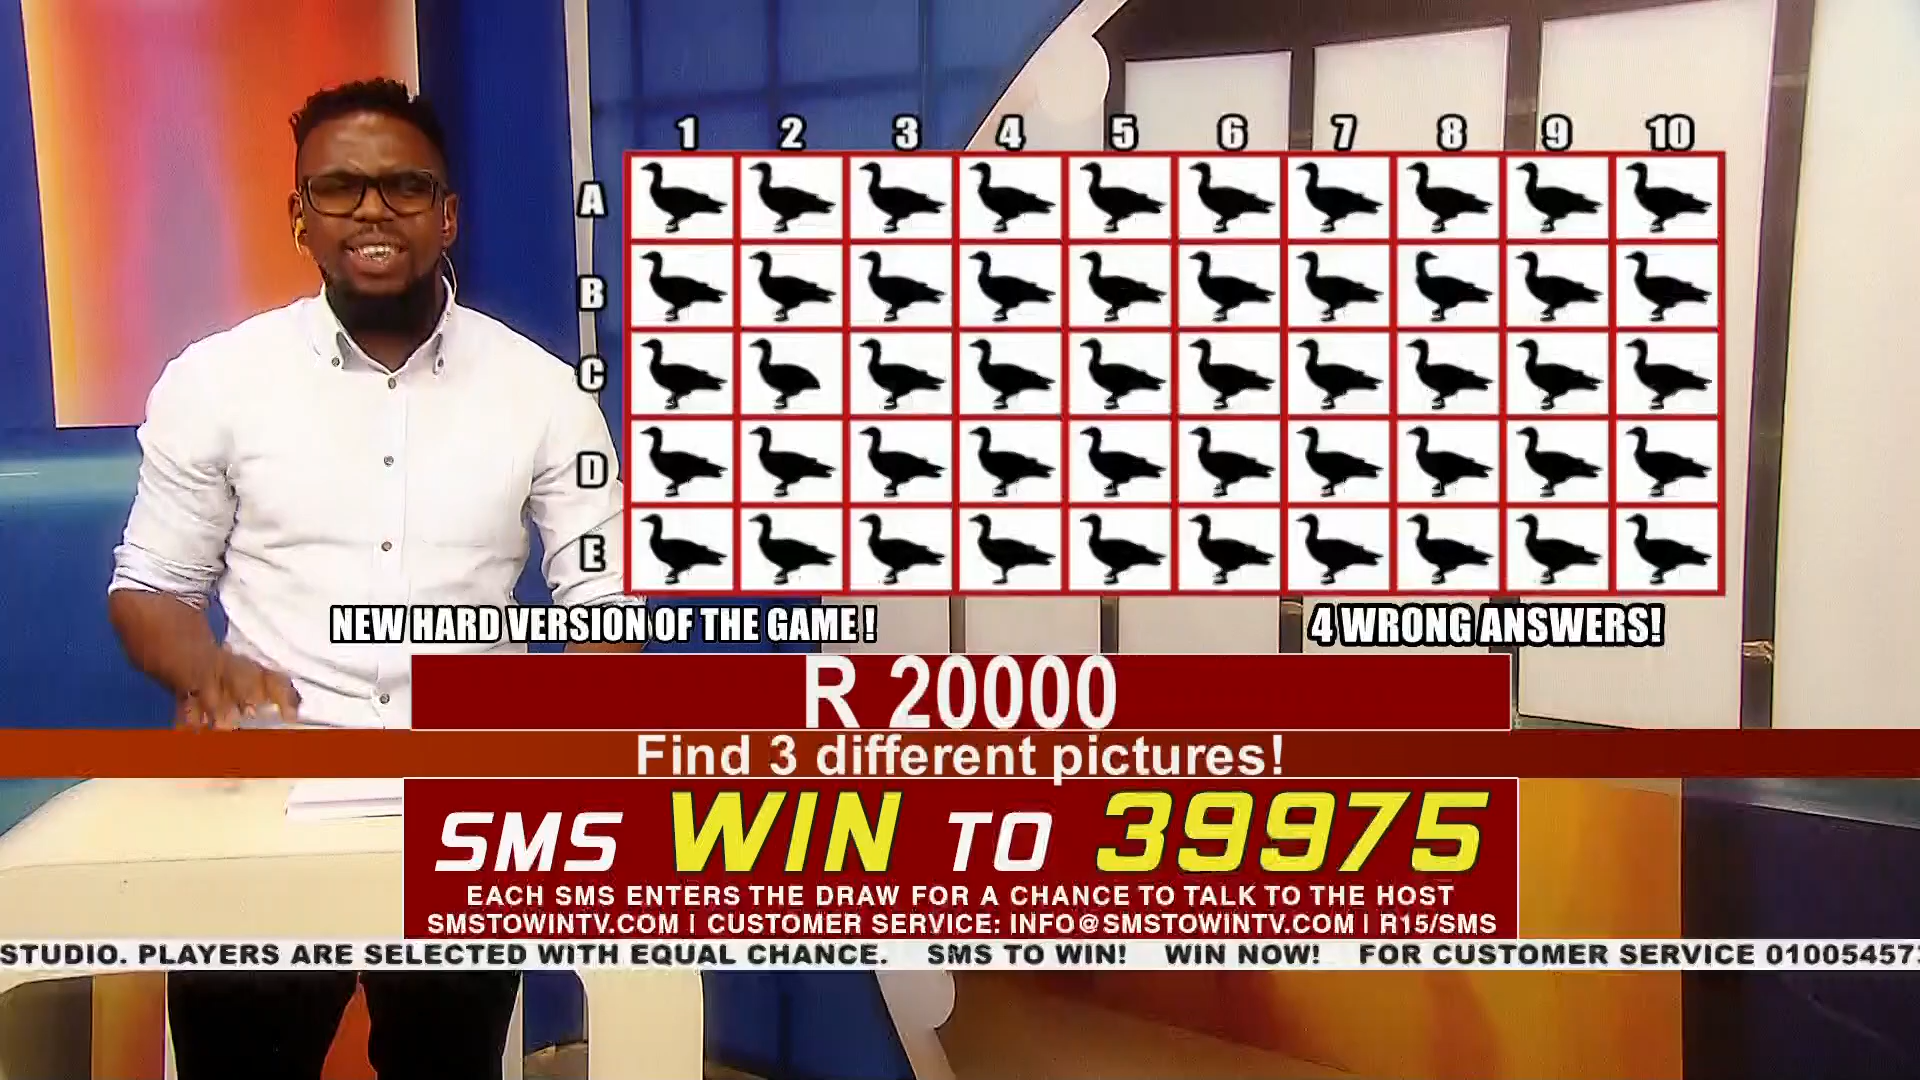 1 2 3 4 5 6 7 8 9 10
A
B
C
D
E
NEW HARD VERSION OF THE GAME !
4 WRONG ANSWERS!
R 20000
Find 3 different pictures!
SMS WIN TO 39975
EACH SMS ENTERS THE DRAW FOR A CHANCE TO TALK TO THE HOST
SMSTOWINTV.COM | CUSTOMER SERVICE: INFO@SMSTOWINTV.COM | R15/SMS
STUDIO. PLAYERS ARE SELECTED WITH EQUAL CHANCE. SMS TO WIN! WIN NOW! FOR CUSTOMER SERVICE 01005457